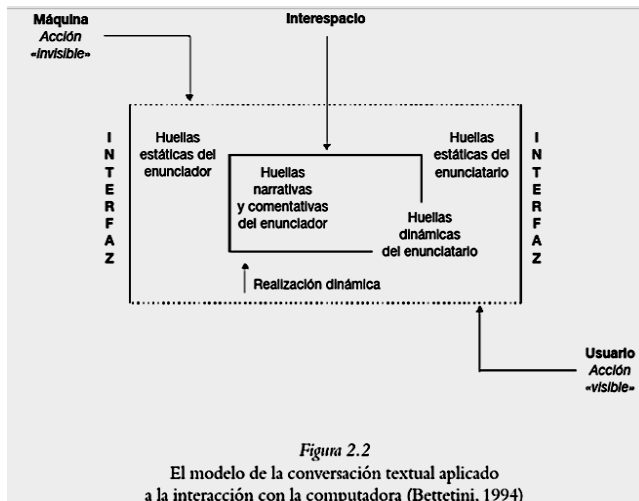 Máquina
Acción
«invisible»
Interespacio
INTERFAZ
Huellas
estáticas del
enunciador
Huellas
narrativas
y comentativas
del enunciador
Huellas
estáticas del
enunciatario
Huellas
dinámicas
del enunciatario
INTERFAZ
Realización dinámica
Usuario
Acción
«visible»
Figura 2.2
El modelo de la conversación textual aplicado
a la interacción con la computadora (Bettetini, 1994)